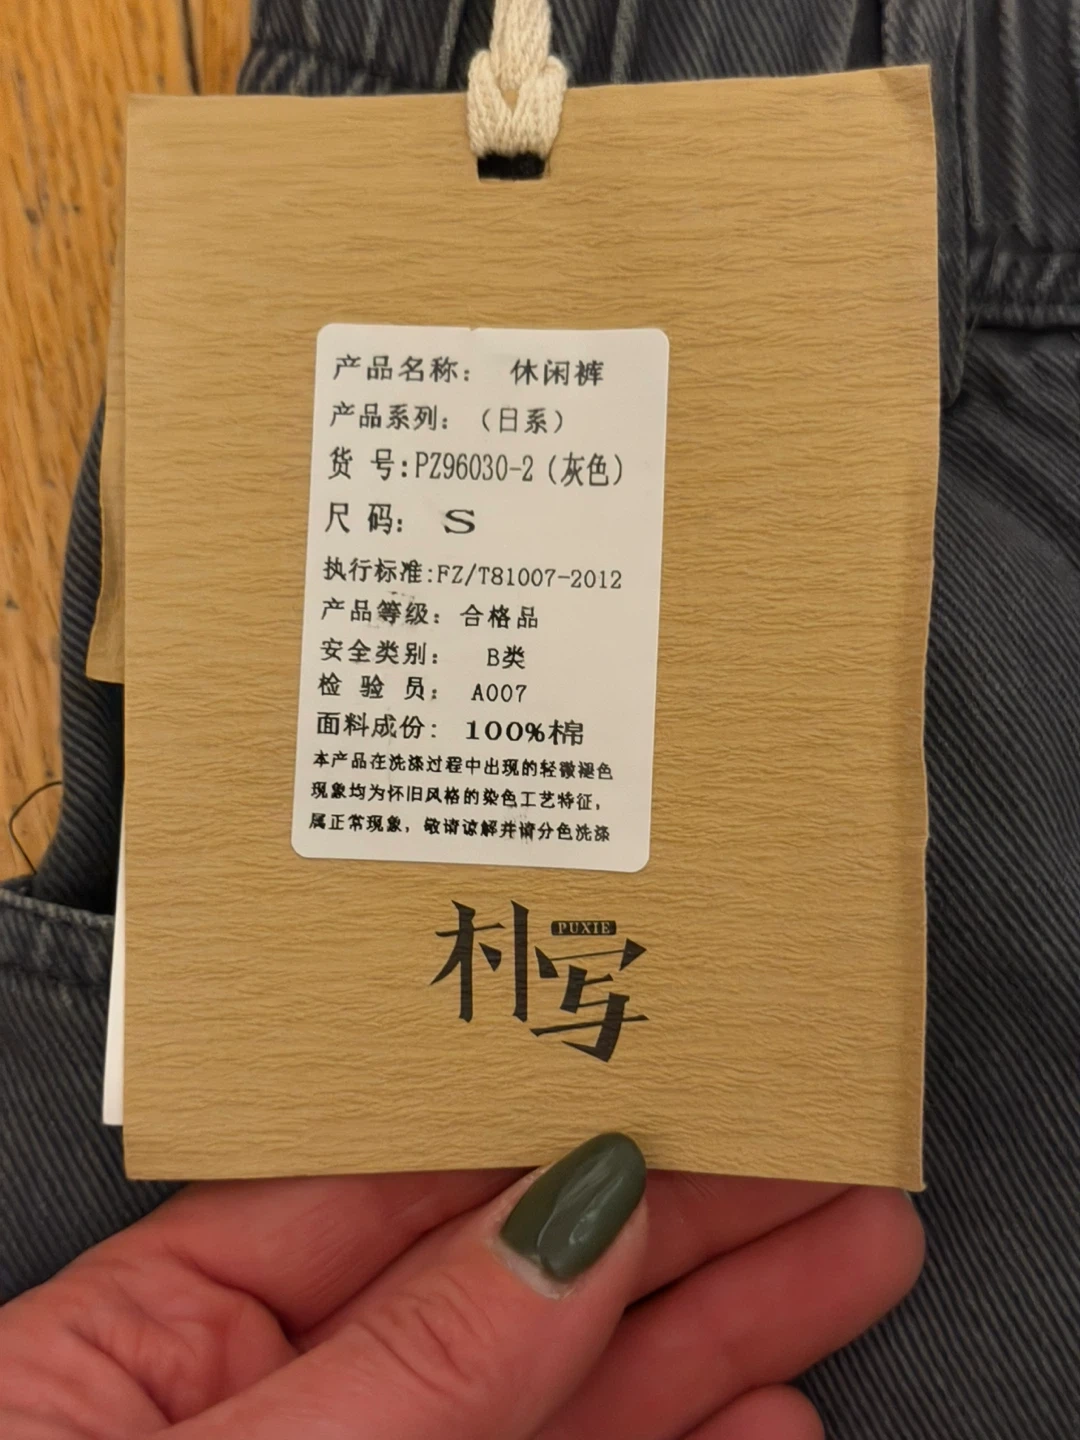 产品名称： 休闲裤
产品系列：（日系）
货 号:PZ96030-2（灰色）
尺 码： S
执行标准:FZ/T81007-2012
产品等级：合格品
安全类别： B类
检 验 员： A007
面料成份: 100%棉
本产品在洗涤过程中出现的轻微褪色
现象均为怀旧风格的染色工艺特征，
属正常现象，敬请谅解并请分色洗涤
朴写
PUXIE